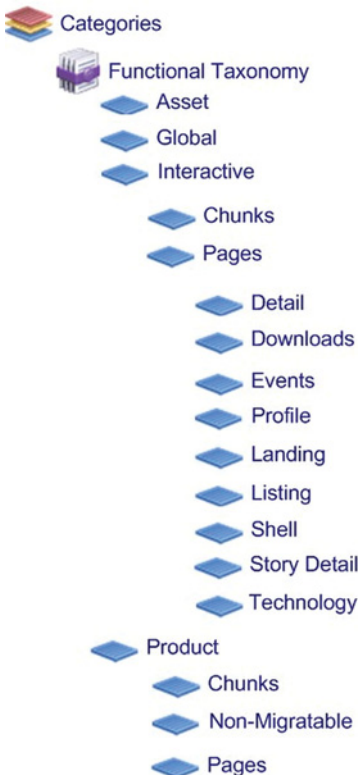 Categories
Functional Taxonomy
Asset
Global
Interactive
Chunks
Pages
Detail
Downloads
Events
Profile
Landing
Listing
Shell
Story Detail
Technology
Product
Chunks
Non-Migratable
Pages